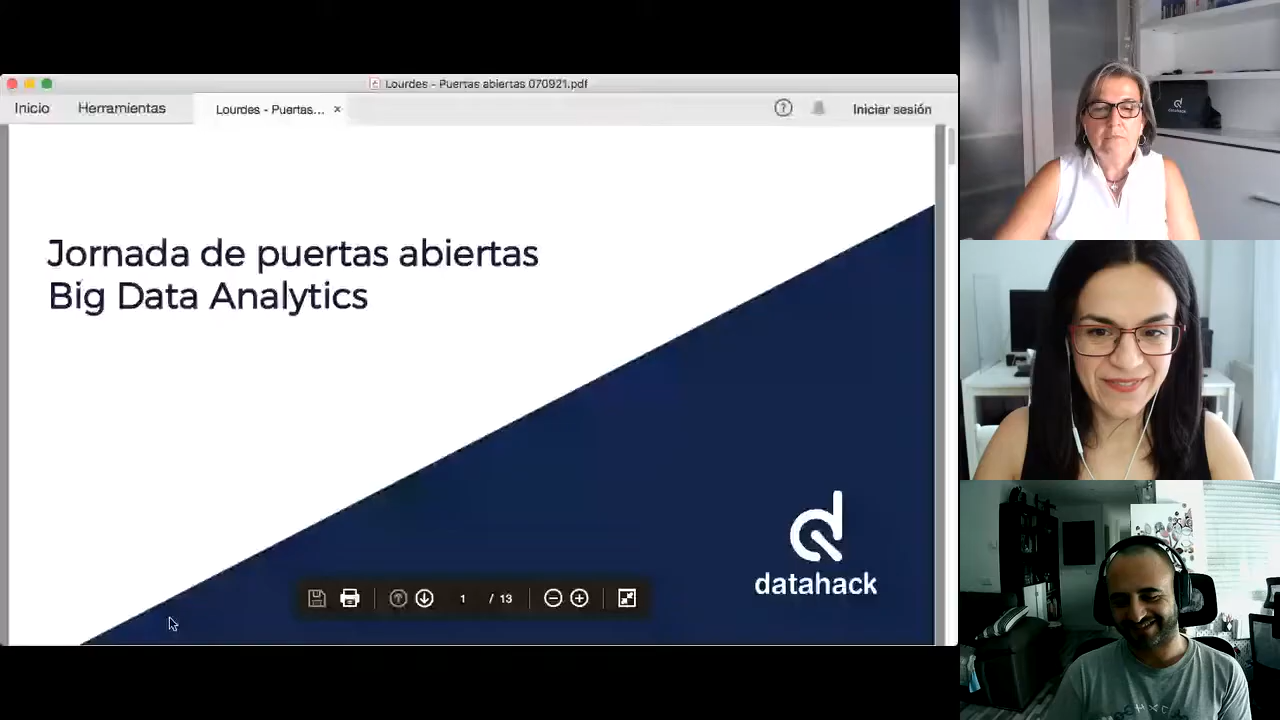 Lourdes - Puertas abiertas 070921.pdf
Inicio
Herramientas
Lourdes - Puertas... ×
?
Iniciar sesión
Jornada de puertas abiertas
Big Data Analytics
datahack
1 / 13
datahack